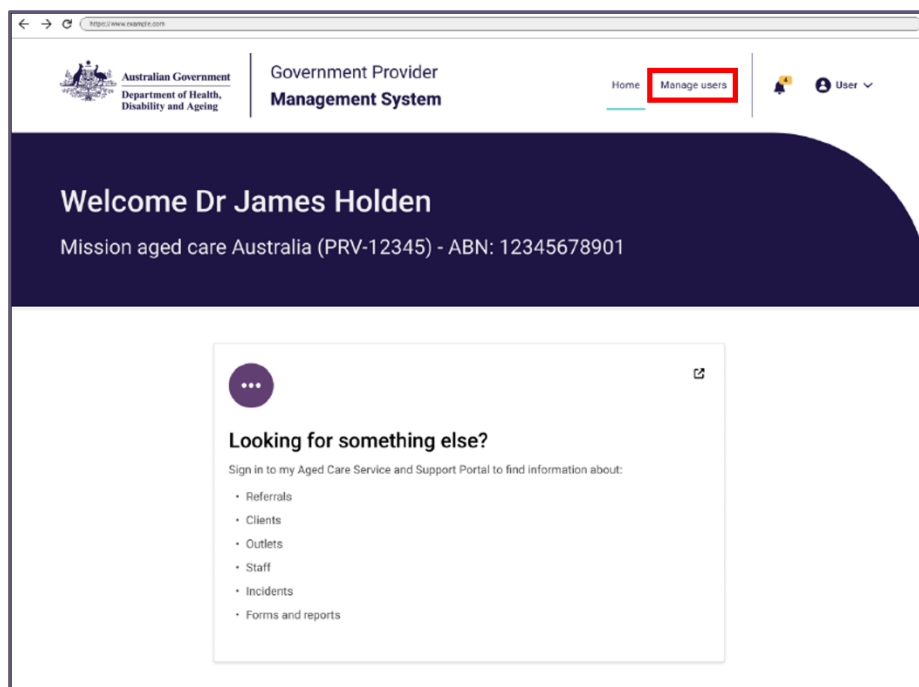 https://www.example.com
Australian Government
Department of Health,
Disability and Ageing
Government Provider
Management System
Home
Manage users
4
User
Welcome Dr James Holden
Mission aged care Australia (PRV-12345) - ABN: 12345678901
Looking for something else?
Sign in to my Aged Care Service and Support Portal to find information about:
• Referrals
• Clients
• Outlets
• Staff
• Incidents
• Forms and reports